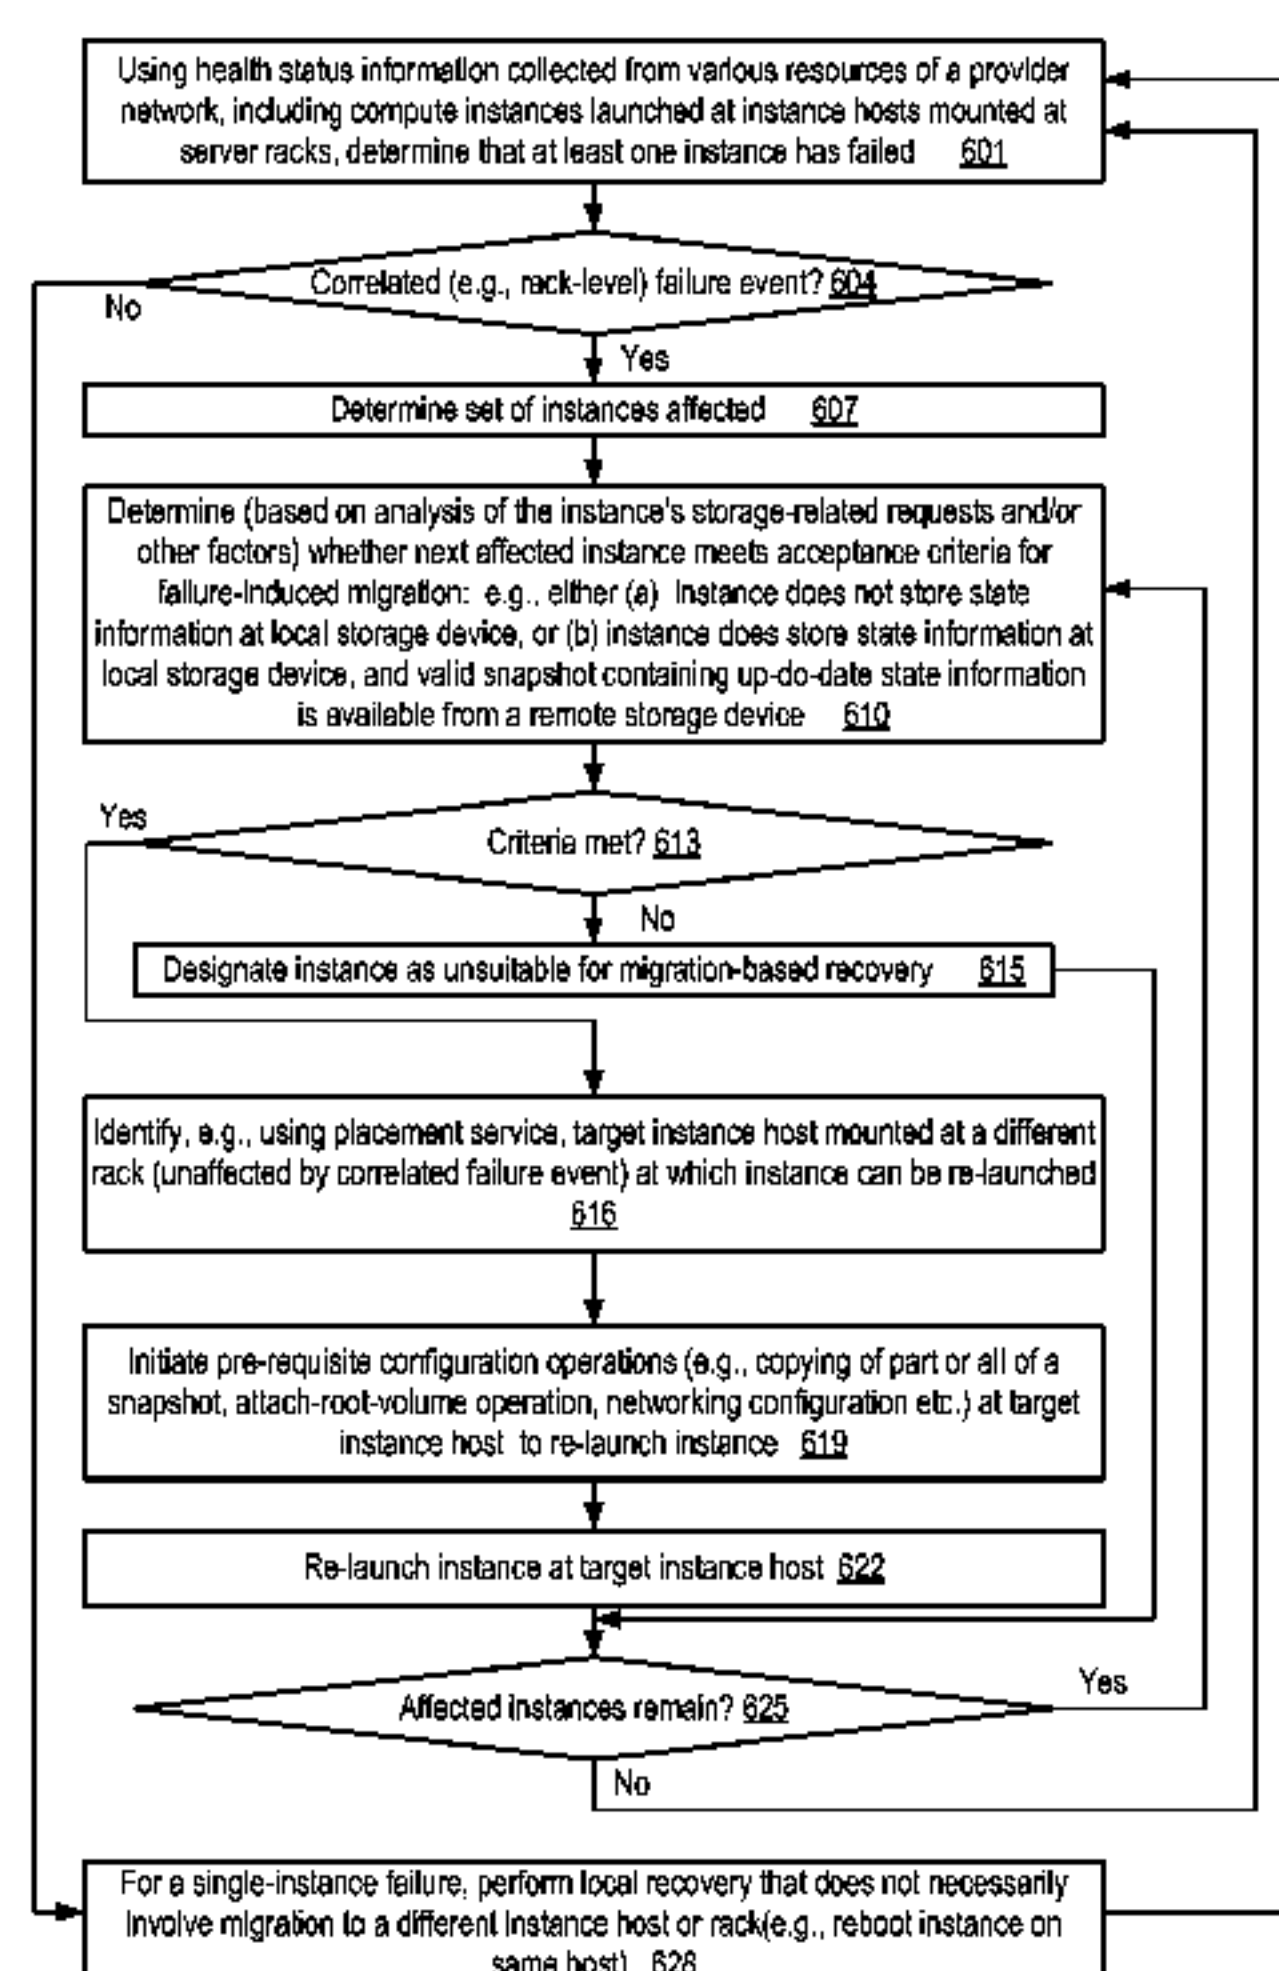 Using health status information collected from various resources of a provider
network, including compute instances launched at instance hosts mounted at
server racks, determine that at least one instance has failed 601
Correlated (e.g., rack-level) failure event? 604
No
Yes
Determine set of instances affected 607
Determine (based on analysis of the instance's storage-related requests and/or
other factors) whether next affected instance meets acceptance criteria for
failure-induced migration: e.g., either (a) instance does not store state
information at local storage device, or (b) instance does store state information at
local storage device, and valid snapshot containing up-do-date state information
is available from a remote storage device 610
Yes
Criteria met? 613
No
Designate instance as unsuitable for migration-based recovery 615
Identify, e.g., using placement service, target instance host mounted at a different
rack (unaffected by correlated failure event) at which instance can be re-launched
616
Initiate pre-requisite configuration operations (e.g., copying of part or all of a
snapshot, attach-root-volume operation, networking configuration etc.) at target
instance host to re-launch instance 619
Re-launch instance at target instance host 622
Affected instances remain? 625
Yes
No
For a single-instance failure, perform local recovery that does not necessarily
involve migration to a different instance host or rack(e.g., reboot instance on
same host) 628